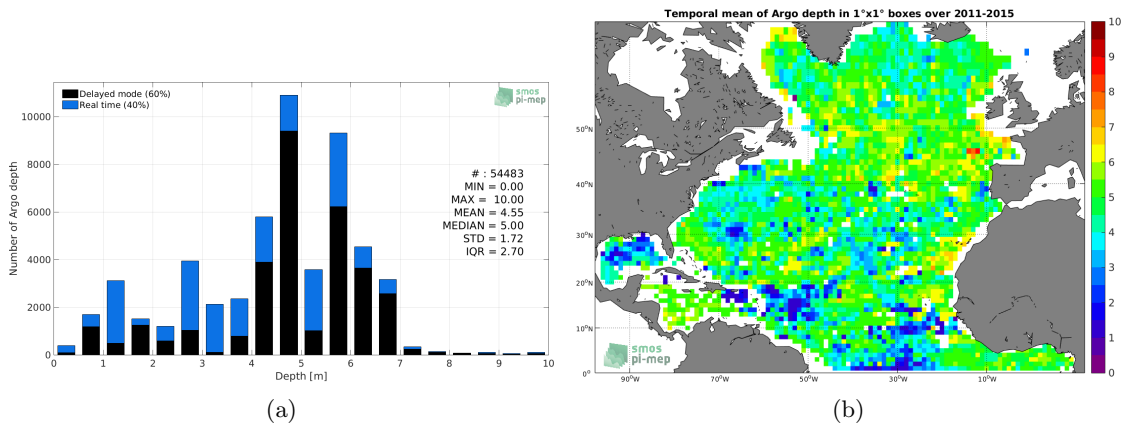 Delayed mode (60%)
Real time (40%)
smos
pi-mep
# : 54483
MIN = 0.00
MAX = 10.00
MEAN = 4.55
MEDIAN = 5.00
STD = 1.72
IQR = 2.70
Number of Argo depth
10000
8000
6000
4000
2000
0
0 1 2 3 4 5 6 7 8 9 10
Depth [m]
(a)
Temporal mean of Argo depth in 1°x1° boxes over 2011-2015
50°N
40°N
30°N
20°N
10°N
0°
90°W 70°W 50°W 30°W 10°W
smos
pi-mep
10
9
8
7
6
5
4
3
2
1
0
(b)